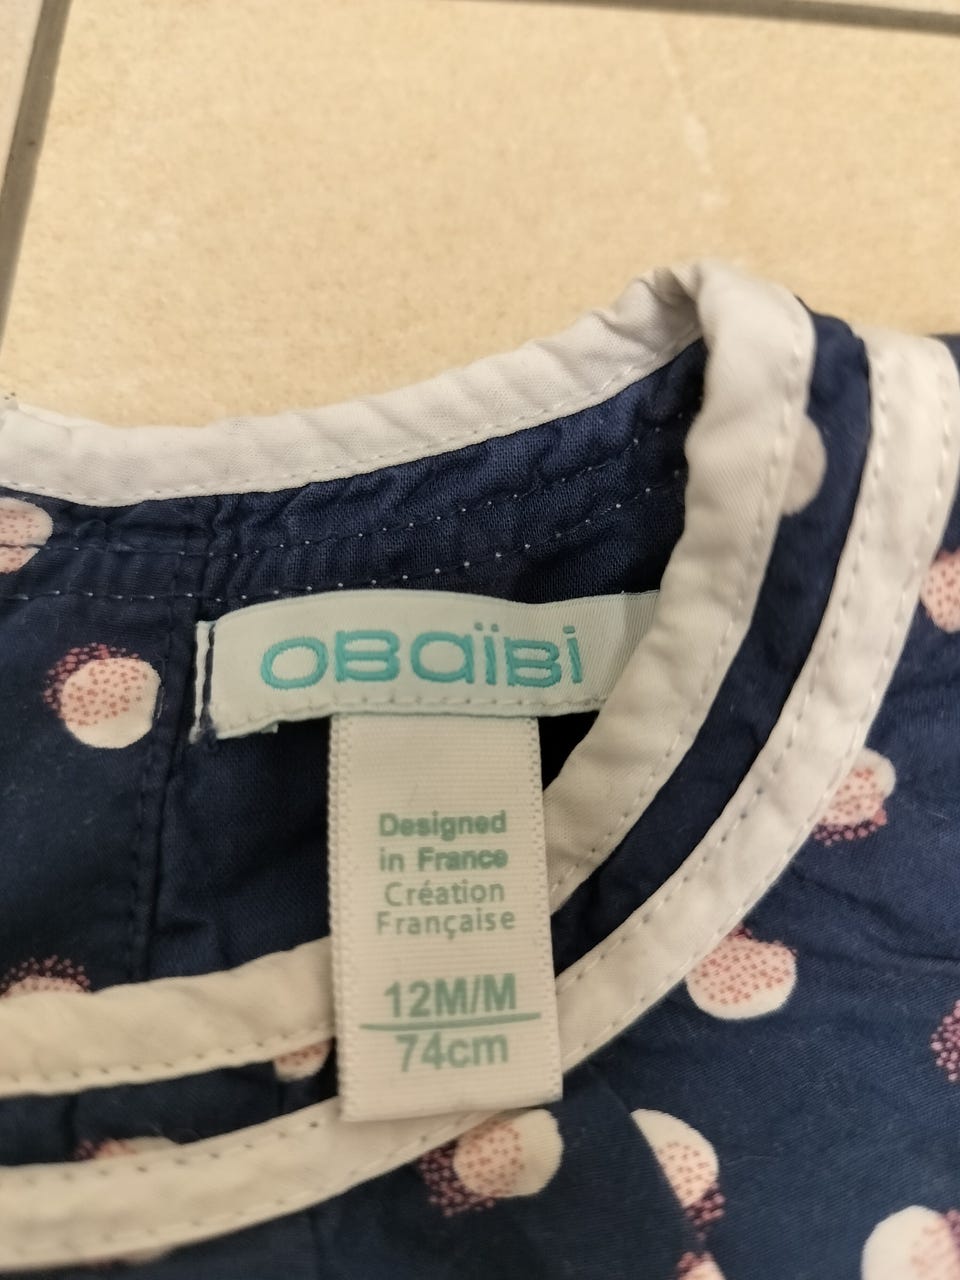 OBaïBi
Designed
in France
Création
Française
12M/M
74cm